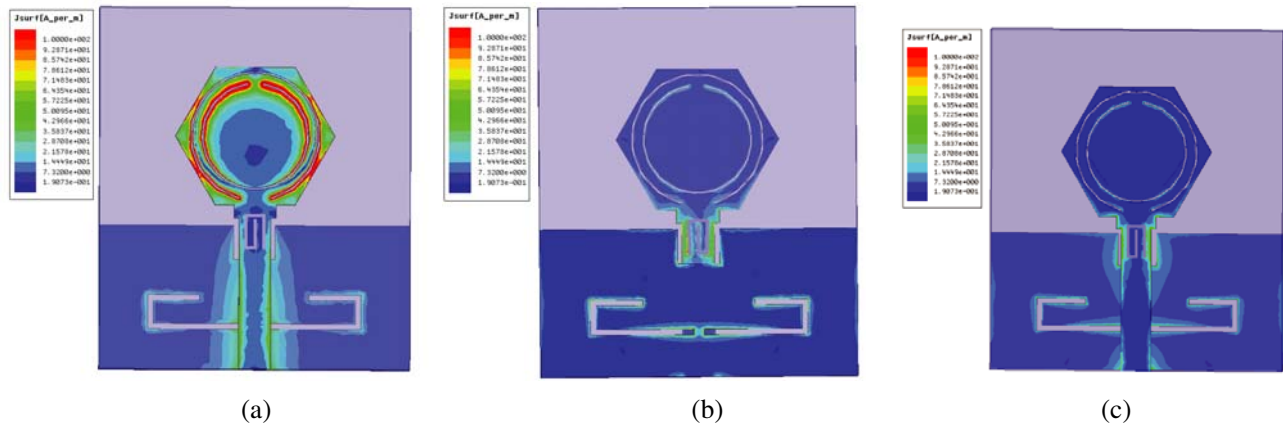 Jsurf[A_per_m]
1.0000e+002
9.2871e+001
8.5742e+001
7.8612e+001
7.1483e+001
6.4354e+001
5.7225e+001
5.0095e+001
4.2966e+001
3.5837e+001
2.8708e+001
2.1578e+001
1.4449e+001
7.3200e+000
1.9073e-001
(a)
Jsurf[A_per_m]
1.0000e+002
9.2871e+001
8.5742e+001
7.8612e+001
7.1483e+001
6.4354e+001
5.7225e+001
5.0095e+001
4.2966e+001
3.5837e+001
2.8708e+001
2.1578e+001
1.4449e+001
7.3200e+000
1.9073e-001
(b)
Jsurf[A_per_m]
1.0000e+002
9.2871e+001
8.5742e+001
7.8612e+001
7.1483e+001
6.4354e+001
5.7225e+001
5.0095e+001
4.2966e+001
3.5837e+001
2.8708e+001
2.1578e+001
1.4449e+001
7.3200e+000
1.9073e-001
(c)